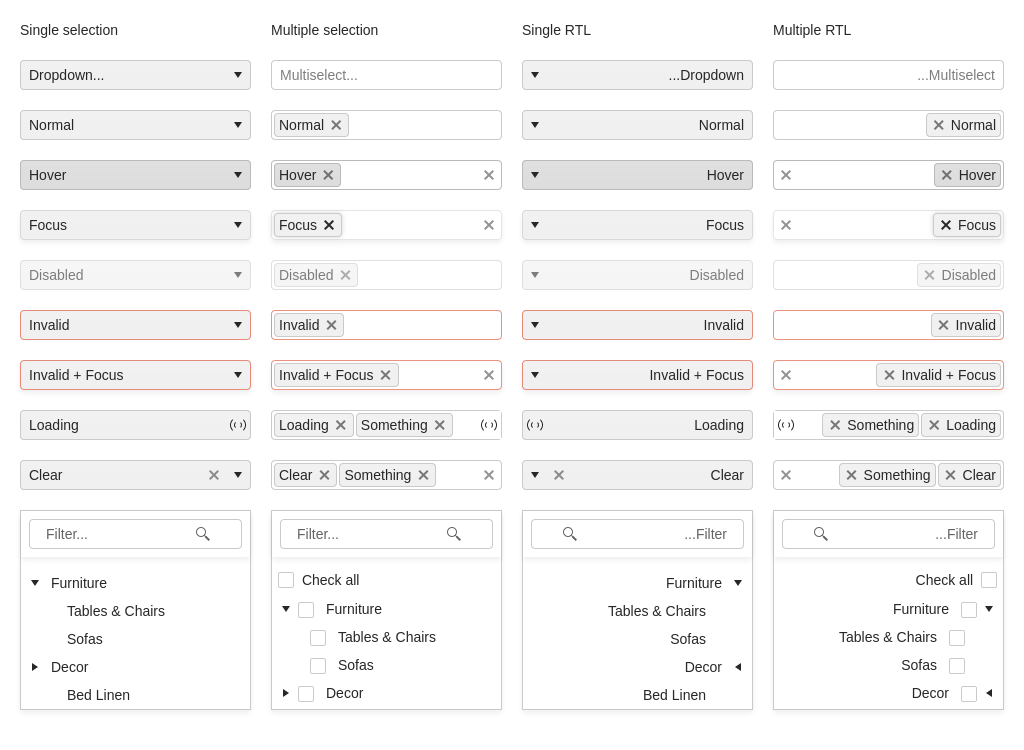 Single selection
Dropdown...
Normal
Hover
Focus
Disabled
Invalid
Invalid + Focus
Loading
Clear
Filter...
Furniture
Tables & Chairs
Sofas
Decor
Bed Linen
Multiple selection
Multiselect...
Normal
Hover
Focus
Disabled
Invalid
Invalid + Focus
Loading Something
Clear Something
Filter...
Check all
Furniture
Tables & Chairs
Sofas
Decor
Single RTL
...Dropdown
Normal
Hover
Focus
Disabled
Invalid
Invalid + Focus
Loading
Clear
...Filter
Furniture
Tables & Chairs
Sofas
Decor
Bed Linen
Multiple RTL
...Multiselect
Normal
Hover
Focus
Disabled
Invalid
Invalid + Focus
Something Loading
Something Clear
...Filter
Check all
Furniture
Tables & Chairs
Sofas
Decor